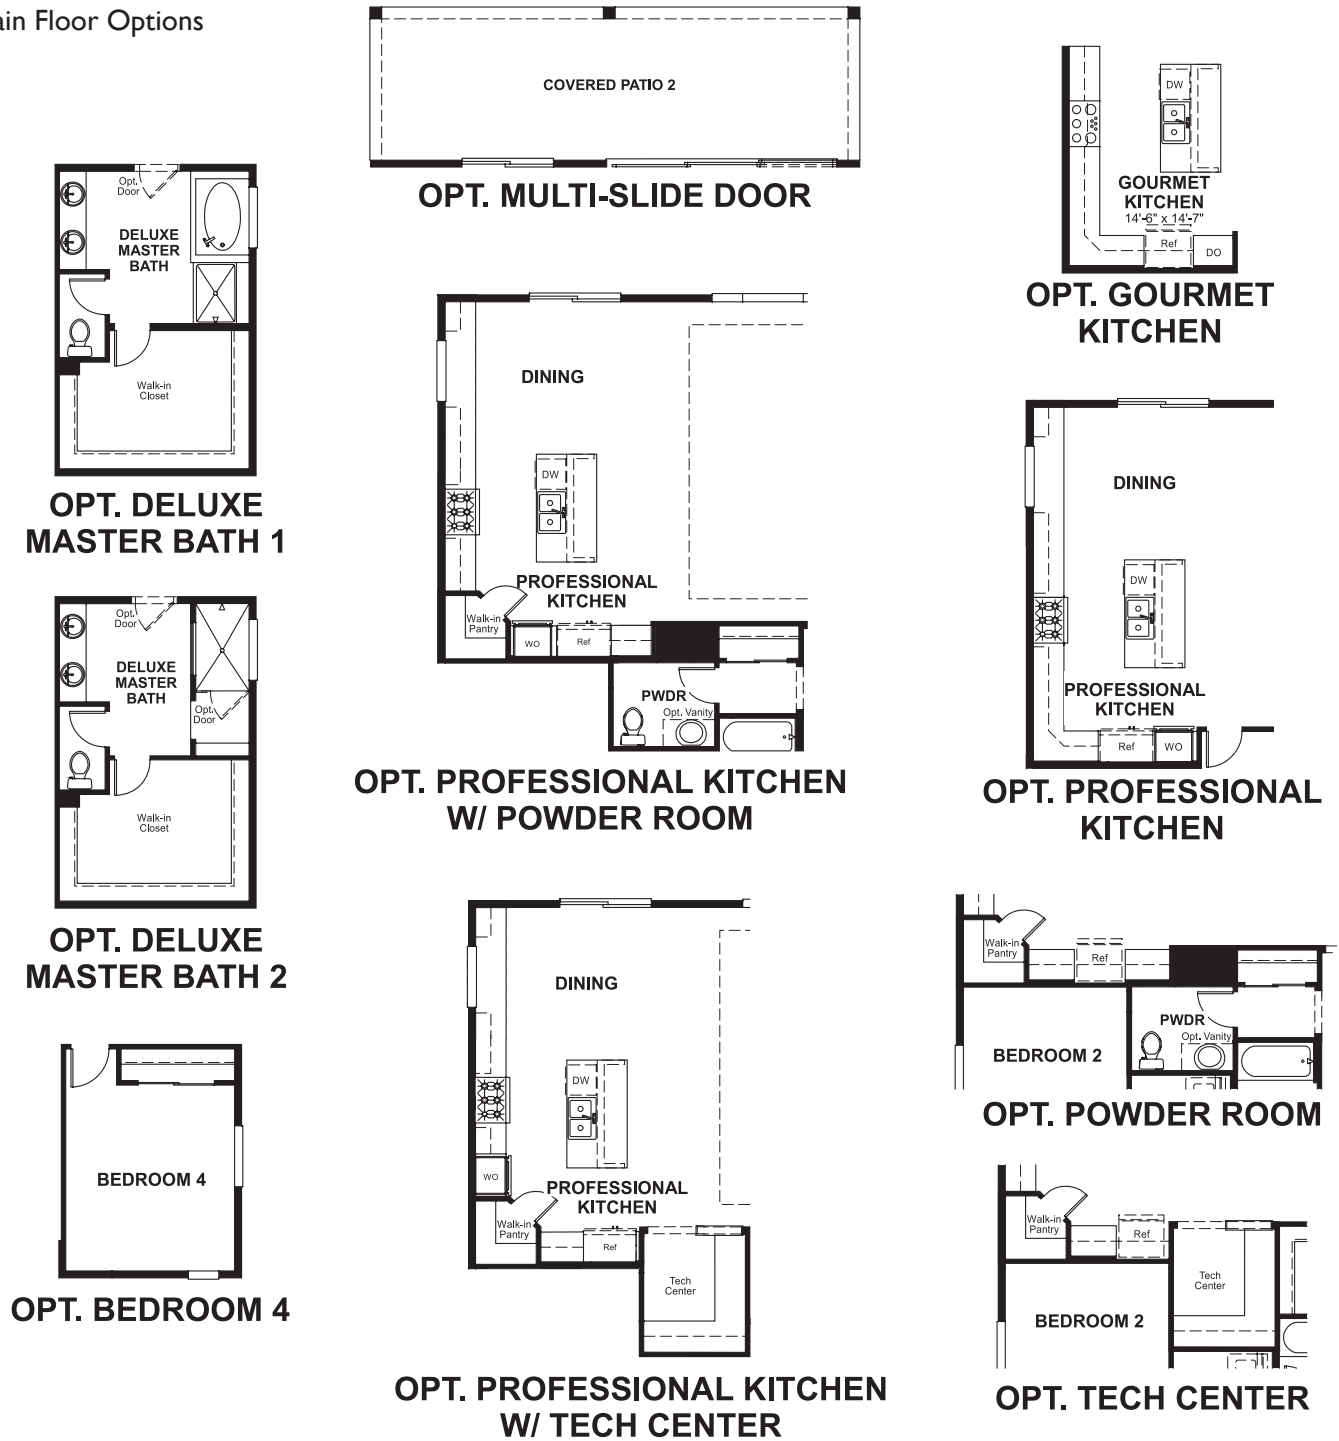 ain Floor Options
COVERED PATIO 2
OPT. MULTI-SLIDE DOOR
DW
GOURMET
KITCHEN
14'-6" x 14'-7"
Ref
DO
OPT. GOURMET
KITCHEN
Opt.
Door
DELUXE
MASTER
BATH
Walk-in
Closet
OPT. DELUXE
MASTER BATH 1
DINING
DW
PROFESSIONAL
KITCHEN
Walk-in
Pantry
WO
Ref
PWDR
Opt. Vanity
OPT. PROFESSIONAL KITCHEN
W/ POWDER ROOM
DINING
DW
PROFESSIONAL
KITCHEN
Ref
WO
OPT. PROFESSIONAL
KITCHEN
Opt.
Door
DELUXE
MASTER
BATH
Opt.
Door
Walk-in
Closet
OPT. DELUXE
MASTER BATH 2
DINING
DW
WO
PROFESSIONAL
KITCHEN
Walk-in
Pantry
Ref
Tech
Center
OPT. PROFESSIONAL KITCHEN
W/ TECH CENTER
Walk-in
Pantry
Ref
PWDR
Opt. Vanity
BEDROOM 2
OPT. POWDER ROOM
BEDROOM 4
OPT. BEDROOM 4
Walk-in
Pantry
Ref
Tech
Center
BEDROOM 2
OPT. TECH CENTER